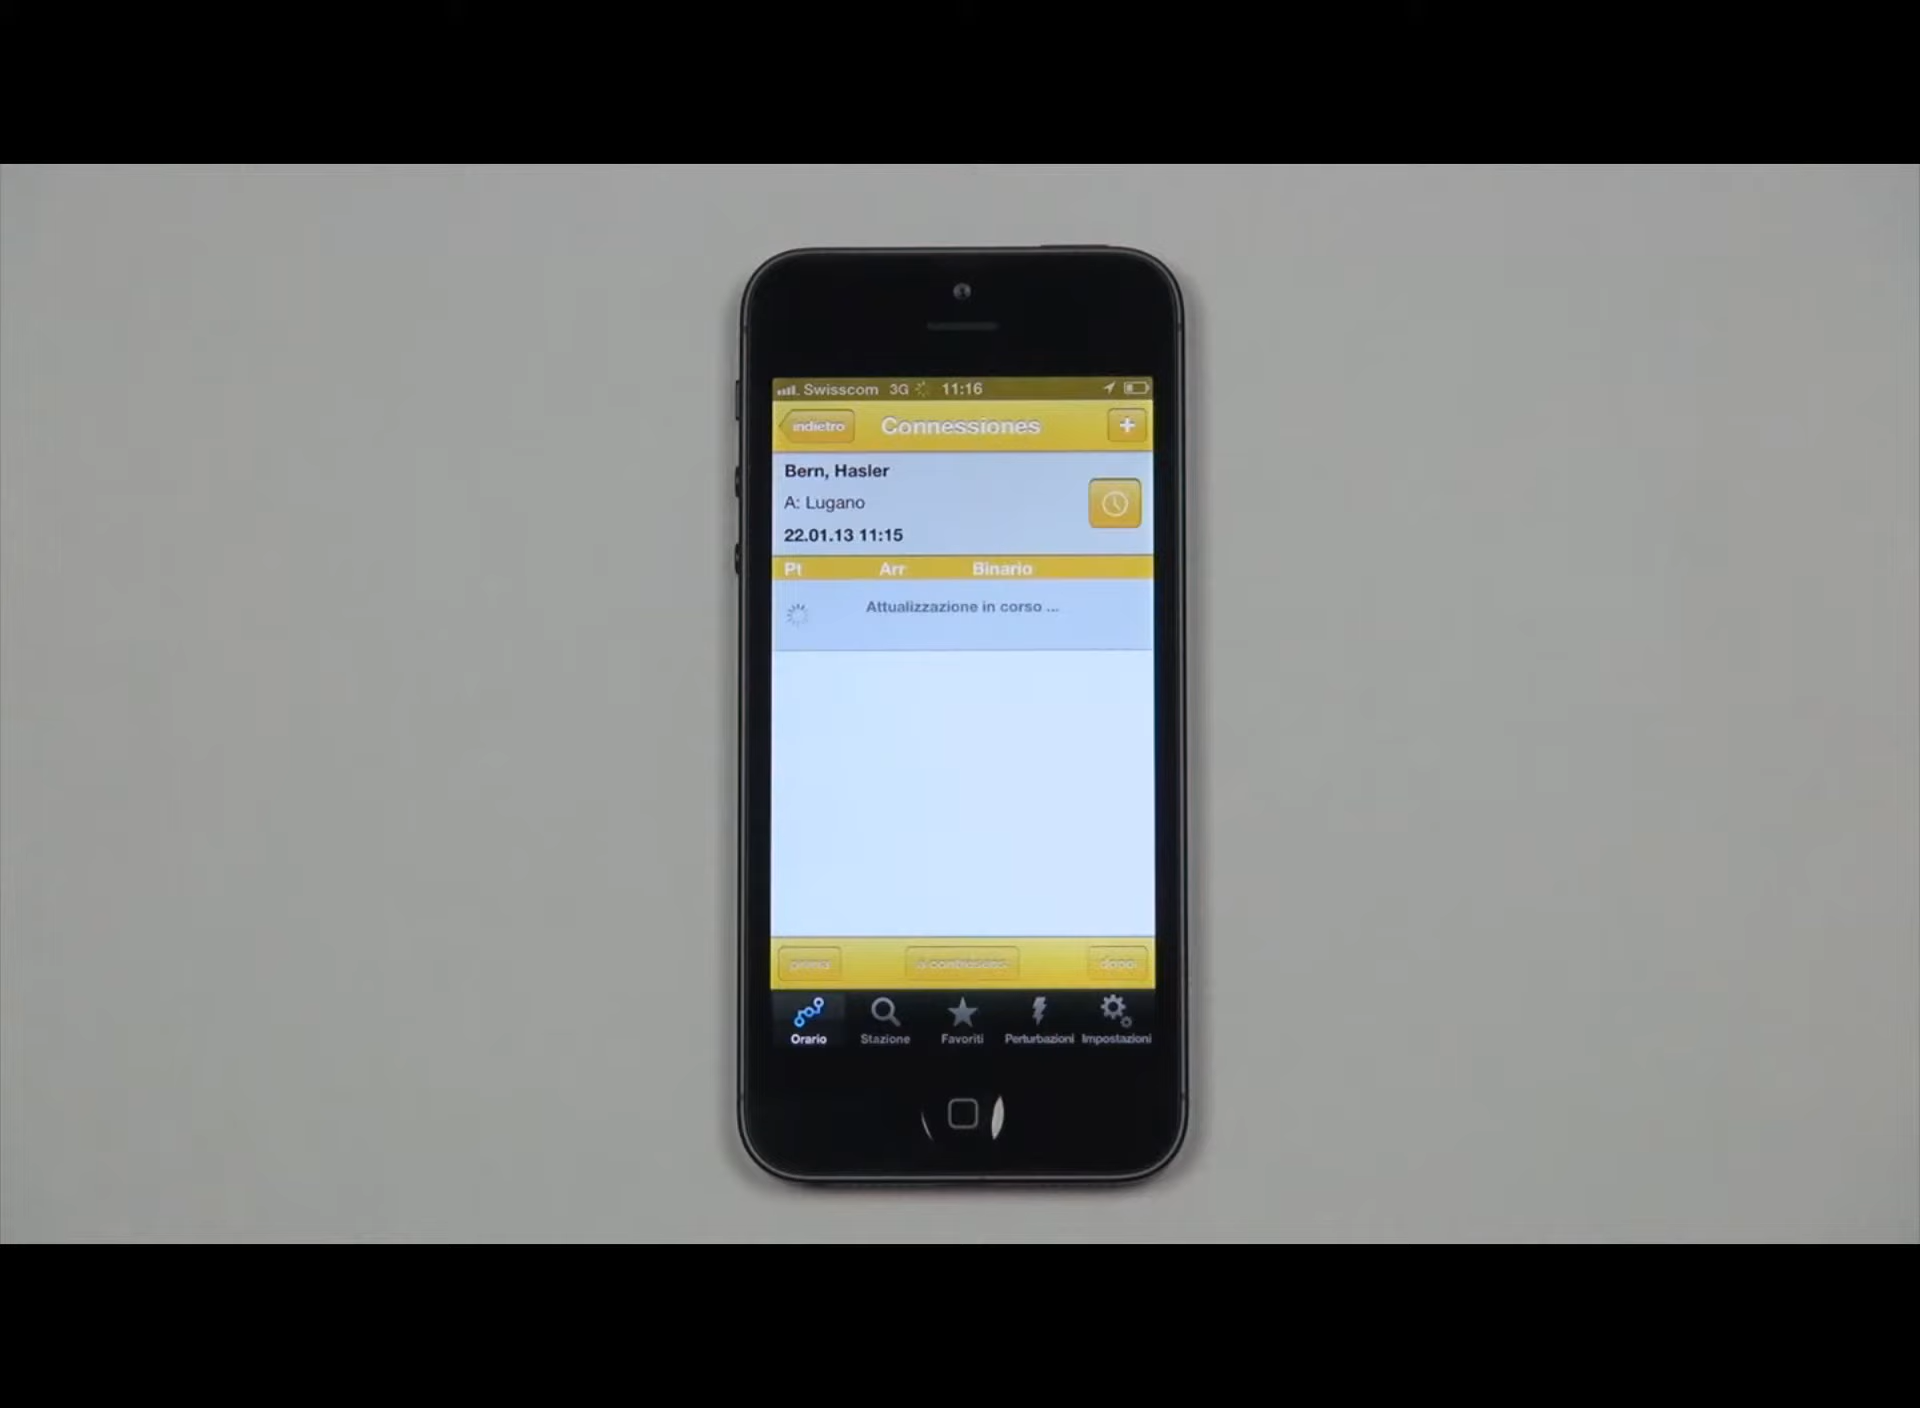 Swisscom 3G 11:16
indietro Connessiones +
Bern, Hasler
A: Lugano
22.01.13 11:15
Pt Arr Binario
Attualizzazione in corso ...
prima a contrasens dopo
Orario Stazione Favoriti Perturbazioni Impostazioni